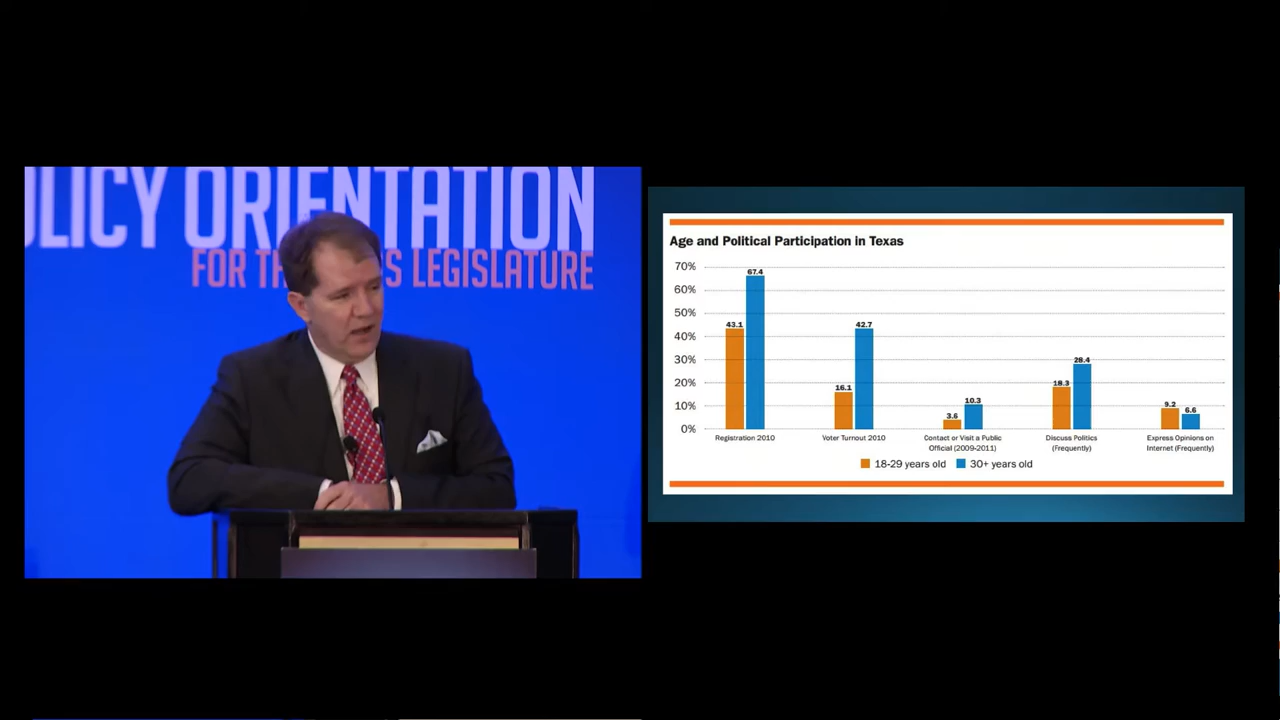 OLICY ORIENTATION
FOR TH S LEGISLATURE
Age and Political Participation in Texas
70%
60%
50%
40%
30%
20%
10%
0%
43.1
67.4
16.1
42.7
3.6
10.3
18.3
28.4
9.2
6.6
Registration 2010
Voter Turnout 2010
Contact or Visit a Public
Official (2009-2011)
Discuss Politics
(Frequently)
Express Opinions on
Internet (Frequently)
18-29 years old
30+ years old